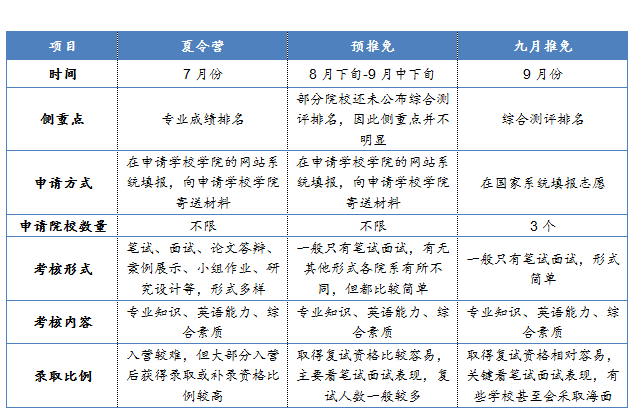 项目 夏令营 预推免 九月推免
时间 7月份 8月下旬-9月中下旬 9月份
侧重点 专业成绩排名 部分院校还未公布综合测
评排名，因此侧重点并不
明显 综合测评排名
申请方式 在申请学校学院的网站系
统填报，向申请学校学院
寄送材料 在申请学校学院的网站系
统填报，向申请学校学院
寄送材料 在国家系统填报志愿
申请院校数量 不限 不限 3个
考核形式 笔试、面试、论文答辩、
案例展示、小组作业、研
究设计等，形式多样 一般只有笔试面试，有无
其他形式各院系有所不
同，但都比较简单 一般只有笔试面试，形式
简单
考核内容 专业知识、英语能力、综
合素质 专业知识、英语能力、综
合素质 专业知识、英语能力、综
合素质
录取比例 入营较难，但大部分入营
后获得录取或补录资格比
例较高 取得复试资格比较容易，
主要看笔试面试表现，复
试人数一般较多 取得复试资格相对容易，
关键看笔试面试表现，有
些学校甚至会采取海面